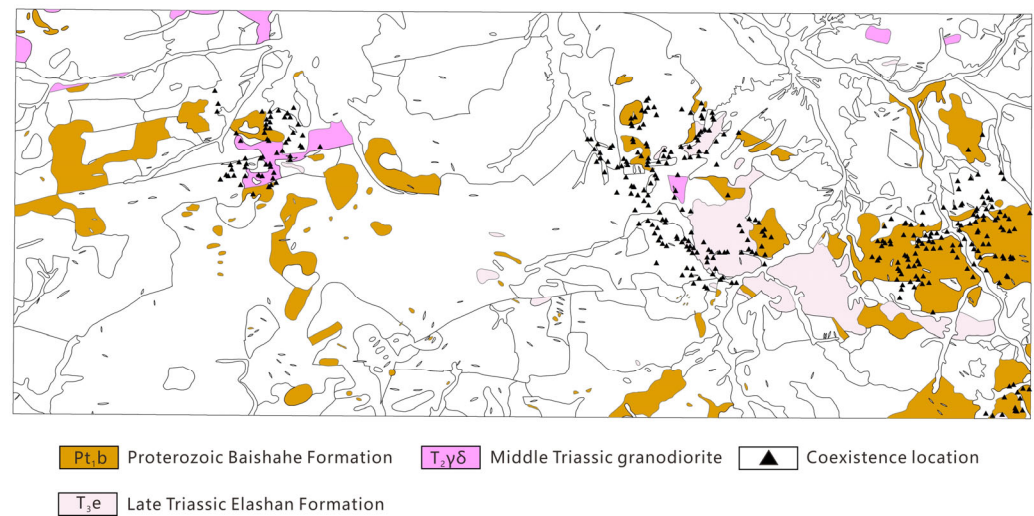 Pt₁b Proterozoic Baishahe Formation T₂γδ Middle Triassic granodiorite Coexistence location
T₃e Late Triassic Elashan Formation